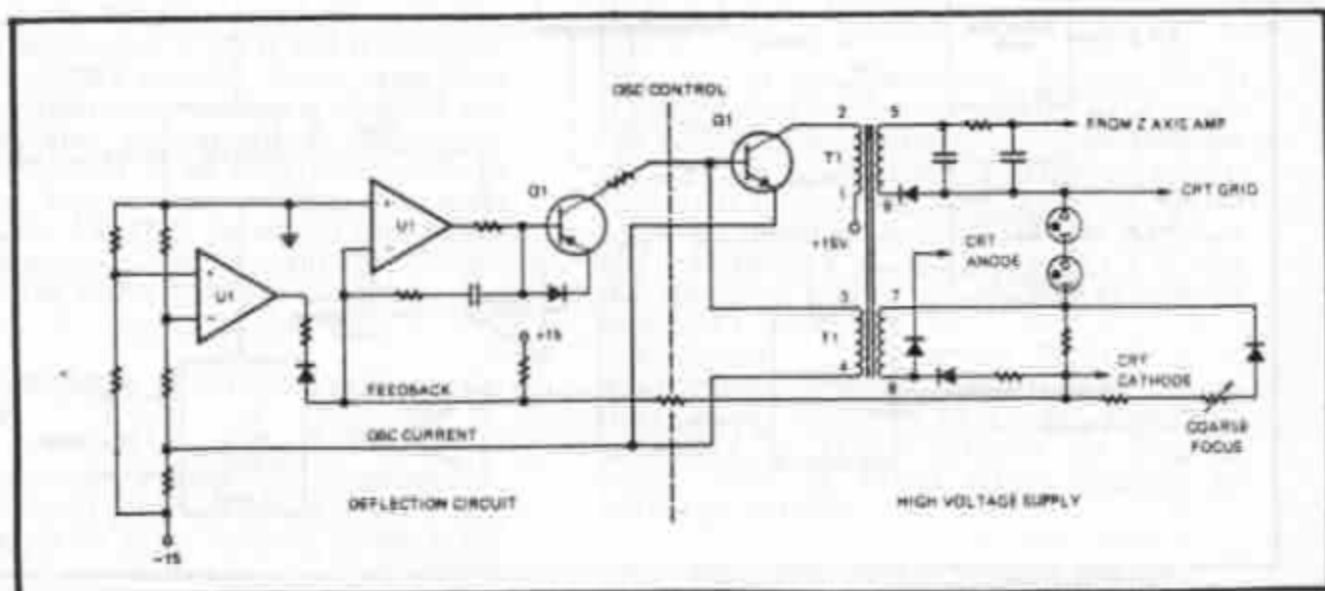 OSC CONTROL
Q1
2
5
FROM Z AXIS AMP
T1
1
6
CRT GRID
+15V
Q1
+
U1
-
CRT
ANODE
+
U1
-
3
7
+15
T1
4
8
CRT
CATHODE
FEEDBACK
COARSE
FOCUS
OSC CURRENT
DEFLECTION CIRCUIT
HIGH VOLTAGE SUPPLY
-15